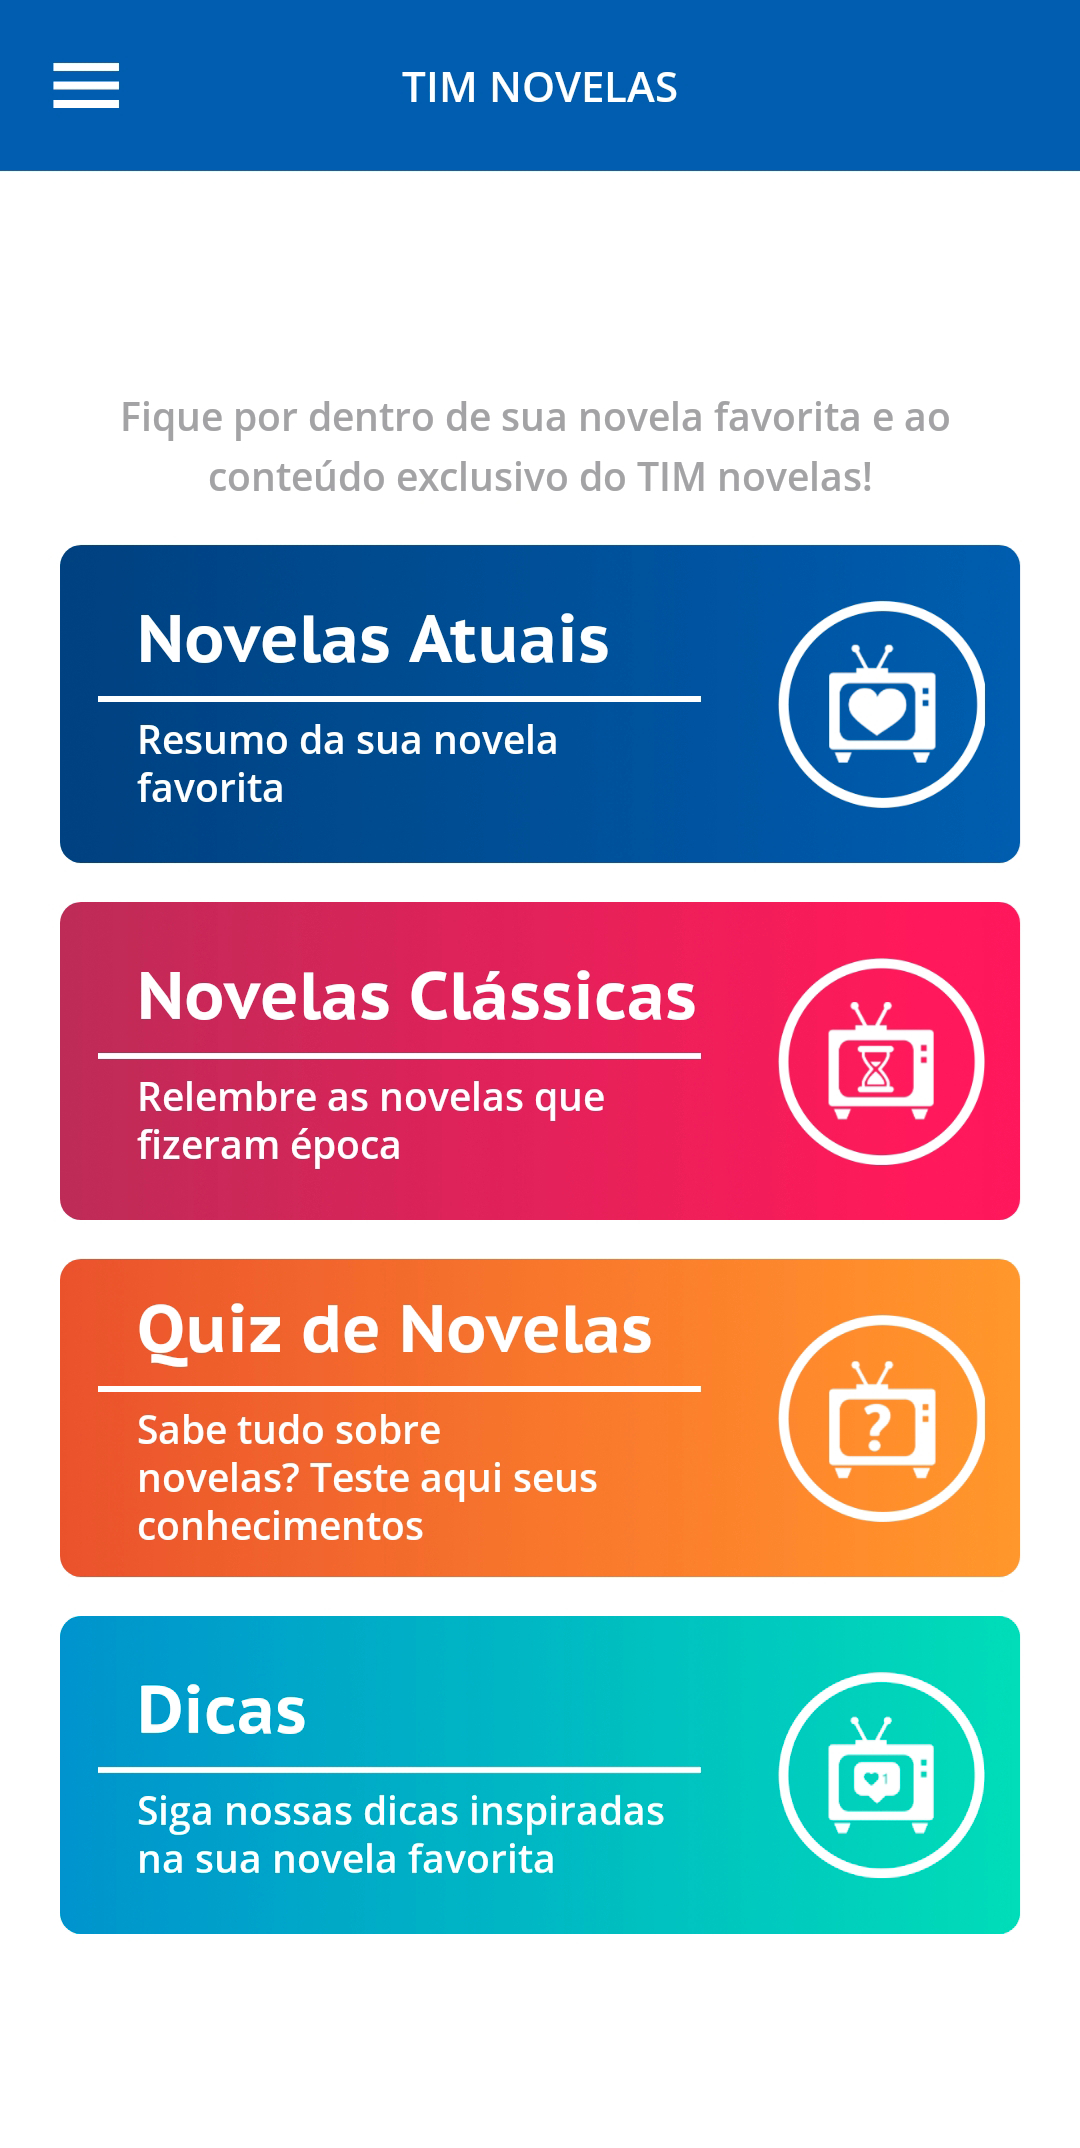 TIM NOVELAS
Fique por dentro de sua novela favorita e ao
conteúdo exclusivo do TIM novelas!
Novelas Atuais
Resumo da sua novela
favorita
Novelas Clássicas
Relembre as novelas que
fizeram época
Quiz de Novelas
Sabe tudo sobre
novelas? Teste aqui seus
conhecimentos
?
Dicas
Siga nossas dicas inspiradas
na sua novela favorita
1